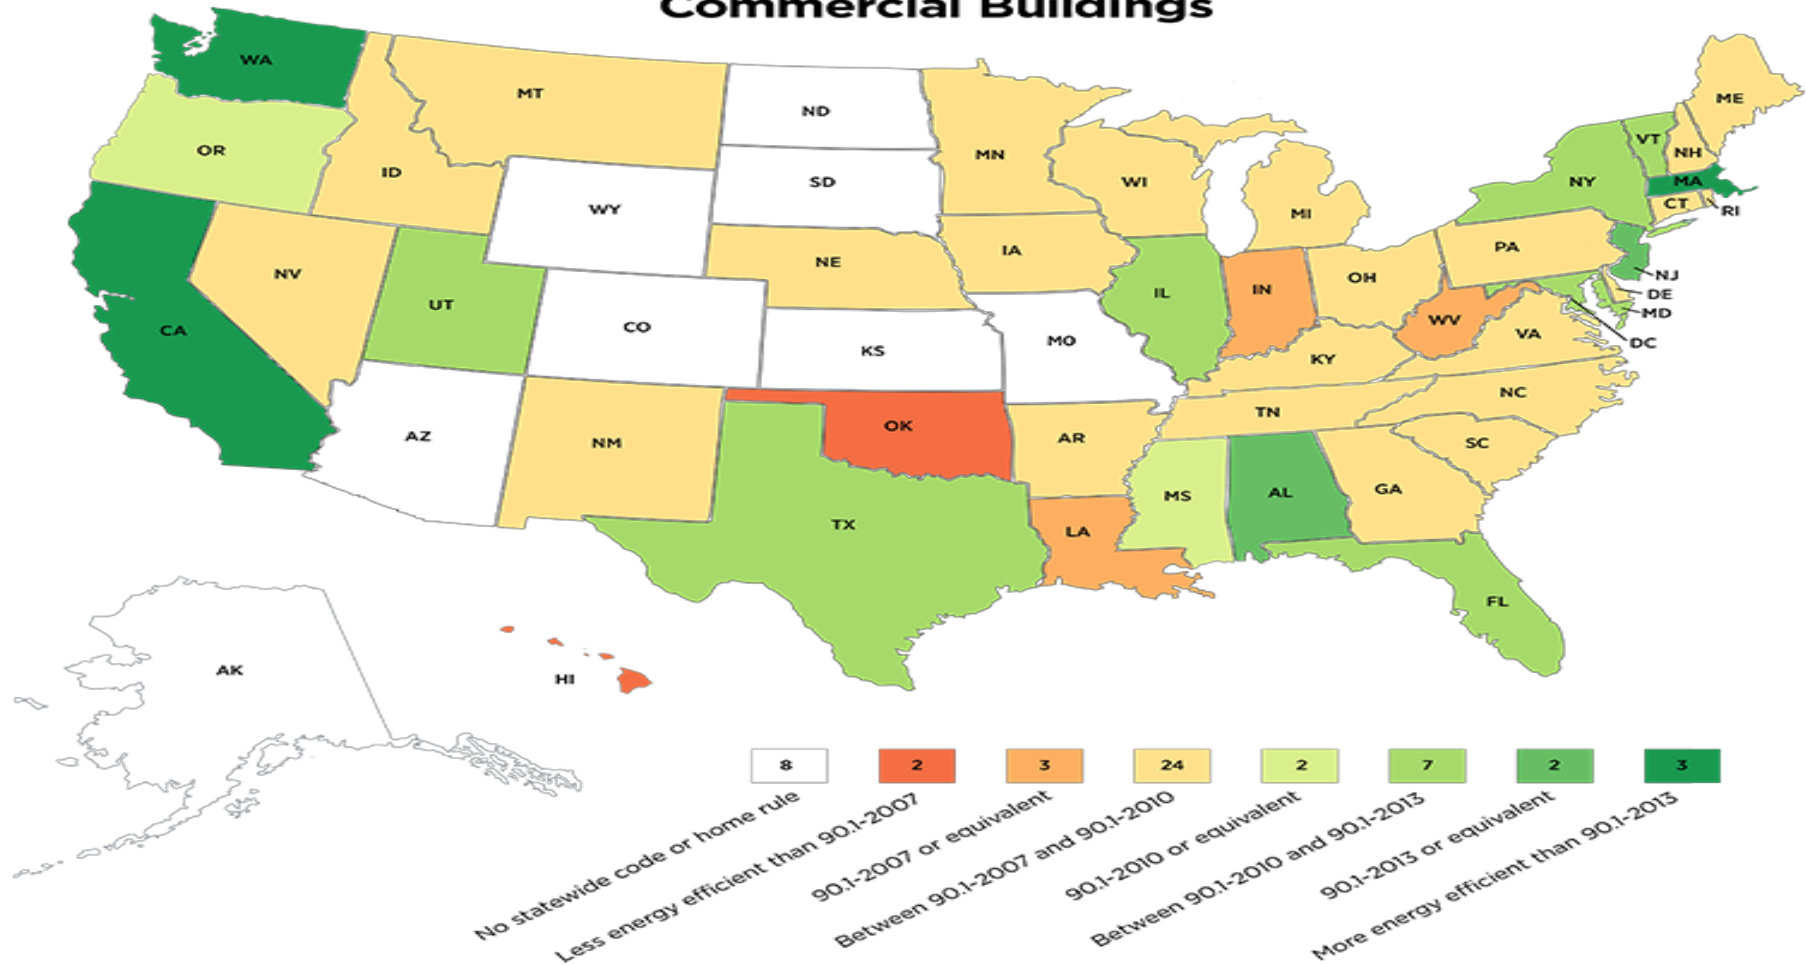 Commercial Buildings
WA
MT
ND
ME
OR
ID
MN
VT
NH
SD
WI
NY
MA
WY
MI
CT
RI
NV
NE
IA
PA
UT
IL
IN
OH
NJ
DE
MD
CA
CO
KS
MO
WV
VA
DC
KY
AZ
NM
OK
AR
TN
NC
SC
TX
LA
MS
AL
GA
FL
AK
HI
8
2
3
24
2
7
2
3
No statewide code or home rule
Less energy efficient than 90.1-2007
90.1-2007 or equivalent
Between 90.1-2007 and 90.1-2010
90.1-2010 or equivalent
Between 90.1-2010 and 90.1-2013
90.1-2013 or equivalent
More energy efficient than 90.1-2013